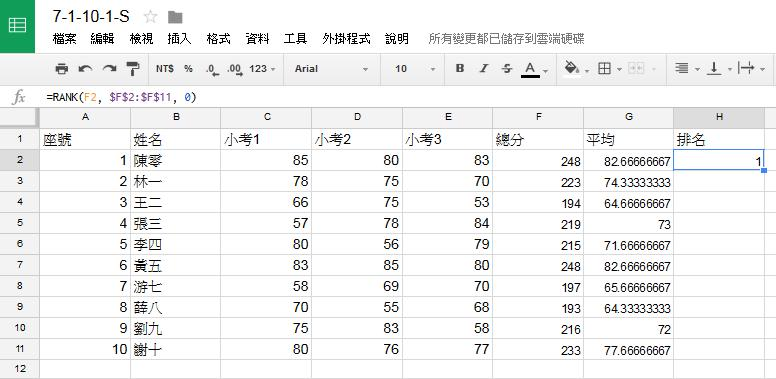 7-1-10-1-S
檔案 編輯 檢視 插入 格式 資料 工具 外掛程式 說明 所有變更都已儲存到雲端硬碟
NT$ % .0 .00 123 Arial 10 B I S A
fx =RANK(F2, $F$2:$F$11, 0)
A B C D E F G H
1 座號 姓名 小考1 小考2 小考3 總分 平均 排名
2 1 陳零 85 80 83 248 82.66666667 1
3 2 林一 78 75 70 223 74.33333333
4 3 王二 66 75 53 194 64.66666667
5 4 張三 57 78 84 219 73
6 5 李四 80 56 79 215 71.66666667
7 6 黃五 83 85 80 248 82.66666667
8 7 游七 58 69 70 197 65.66666667
9 8 薛八 70 55 68 193 64.33333333
10 9 劉九 75 83 58 216 72
11 10 謝十 80 76 77 233 77.66666667
12